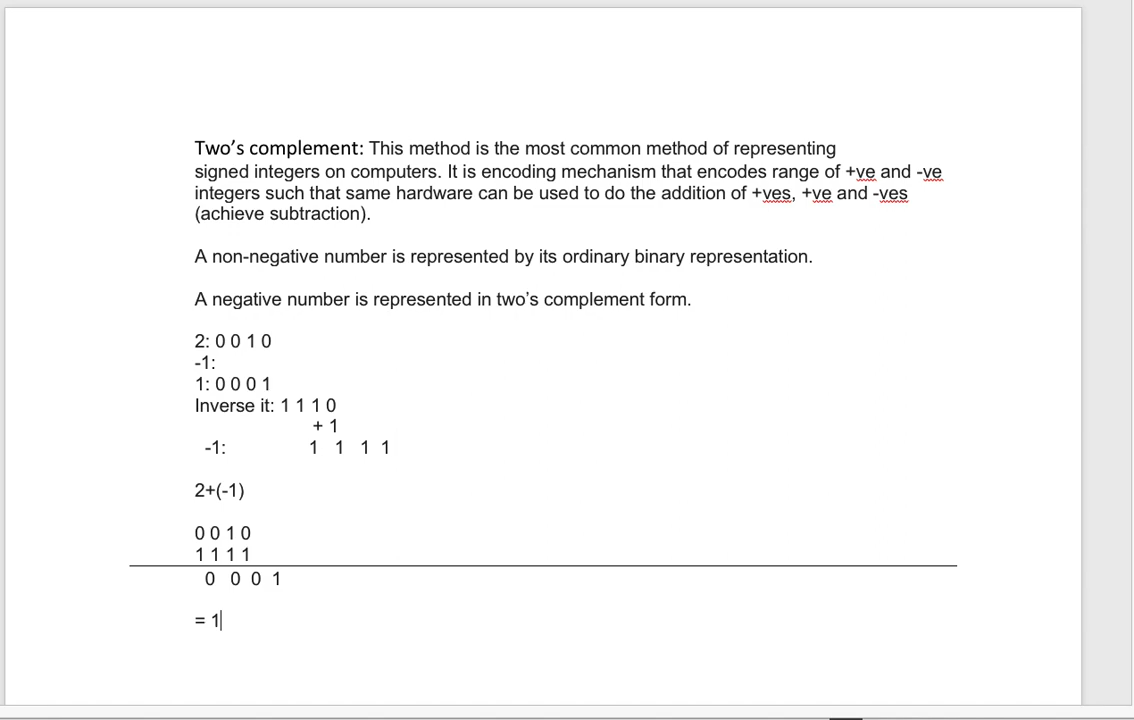 Two's complement: This method is the most common method of representing
signed integers on computers. It is encoding mechanism that encodes range of +ve and -ve
integers such that same hardware can be used to do the addition of +ves, +ve and -ves
(achieve subtraction).
A non-negative number is represented by its ordinary binary representation.
A negative number is represented in two's complement form.
2: 0 0 1 0
-1:
1: 0 0 0 1
Inverse it: 1 1 1 0
+ 1
-1: 1 1 1 1
2+(-1)
0 0 1 0
1 1 1 1
0 0 0 1
= 1